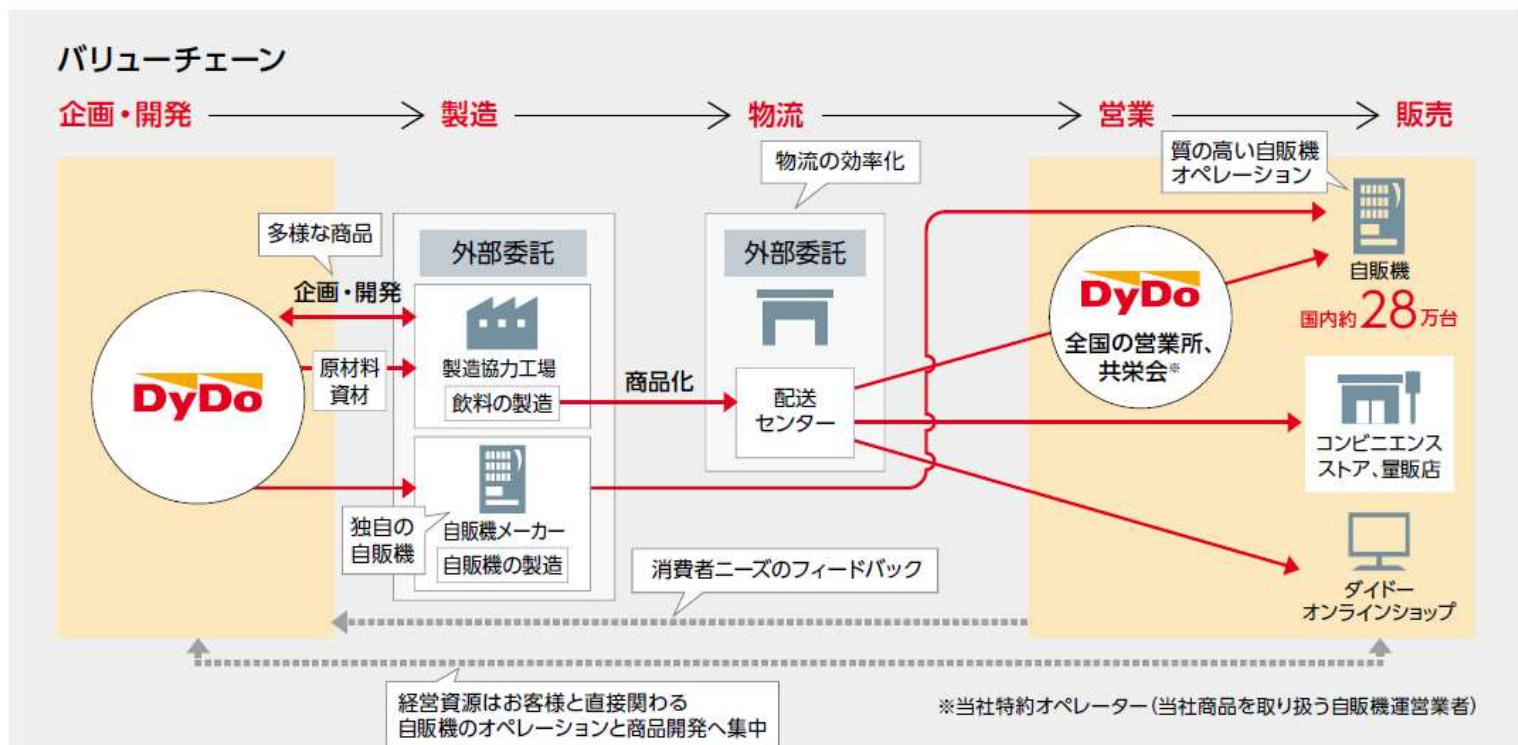 バリューチェーン
企画・開発
製造
物流
営業
販売
物流の効率化
質の高い自販機
オペレーション
多様な商品
外部委託
外部委託
企画・開発
DyDo
原材料
資材
製造協力工場
飲料の製造
商品化
配送
センター
DyDo
全国の営業所、
共栄会※
自販機
国内約28万台
コンビニエンス
ストア、量販店
独自の
自販機
自販機メーカー
自販機の製造
消費者ニーズのフィードバック
ダイドー
オンラインショップ
経営資源はお客様と直接関わる
自販機のオペレーションと商品開発へ集中
※当社特約オペレーター（当社商品を取り扱う自販機運営業者）